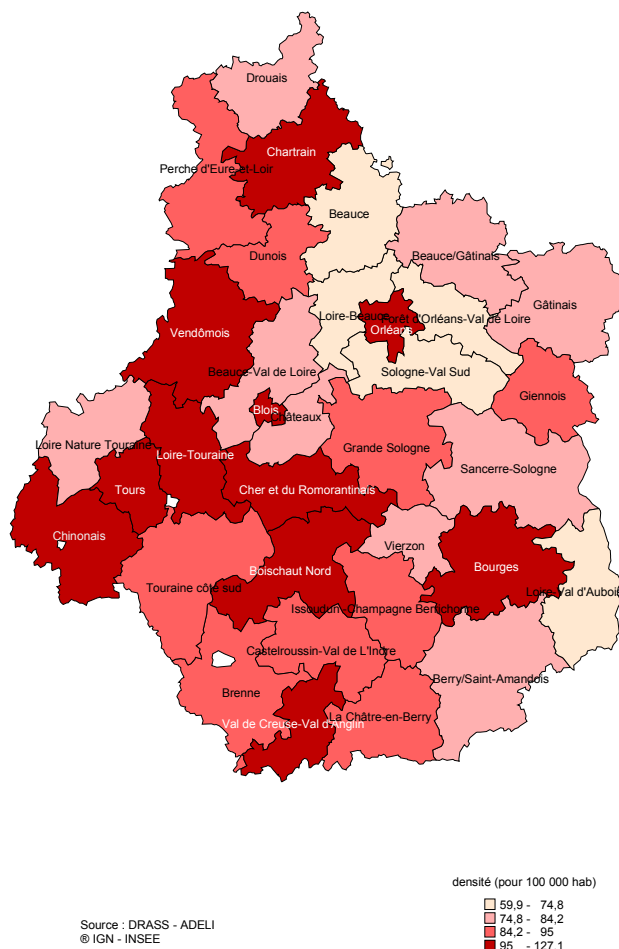 Drouais
Chartrain
Perche d'Eure-et-Loir
Beauce
Dunois
Beauce/Gâtinais
Gâtinais
Loire-Beauce
Forêt d'Orléans-Val de Loire
Orléans
Vendômois
Beauce-Val de Loire
Sologne-Val Sud
Giennois
Blois
Châteaux
Loire Nature Touraine
Loire-Touraine
Grande Sologne
Sancerre-Sologne
Tours
Cher et du Romorantinais
Chinonais
Vierzon
Bourges
Boischaut Nord
Touraine côté sud
Loire-Val d'Aubois
Issoudun
Champagne Berrichonne
Castelroussin-Val de L'Indre
Brenne
Berry/Saint-Amandois
La Châtre-en-Berry
Val de Creuse-Val d'Anglin
densité (pour 100 000 hab)
59,9 - 74,8
74,8 - 84,2
84,2 - 95
95 - 127,1
Source : DRASS - ADELI
® IGN - INSEE